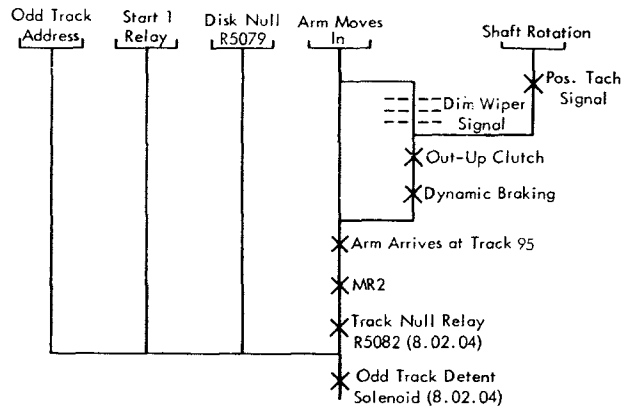 Odd Track
Address
Start 1
Relay
Disk Null
R5079
Arm Moves
In
Shaft Rotation
Pos. Tach
Signal
Dim Wiper
Signal
Out-Up Clutch
Dynamic Braking
Arm Arrives at Track 95
MR2
Track Null Relay
R5082 (8.02.04)
Odd Track Detent
Solenoid (8.02.04)